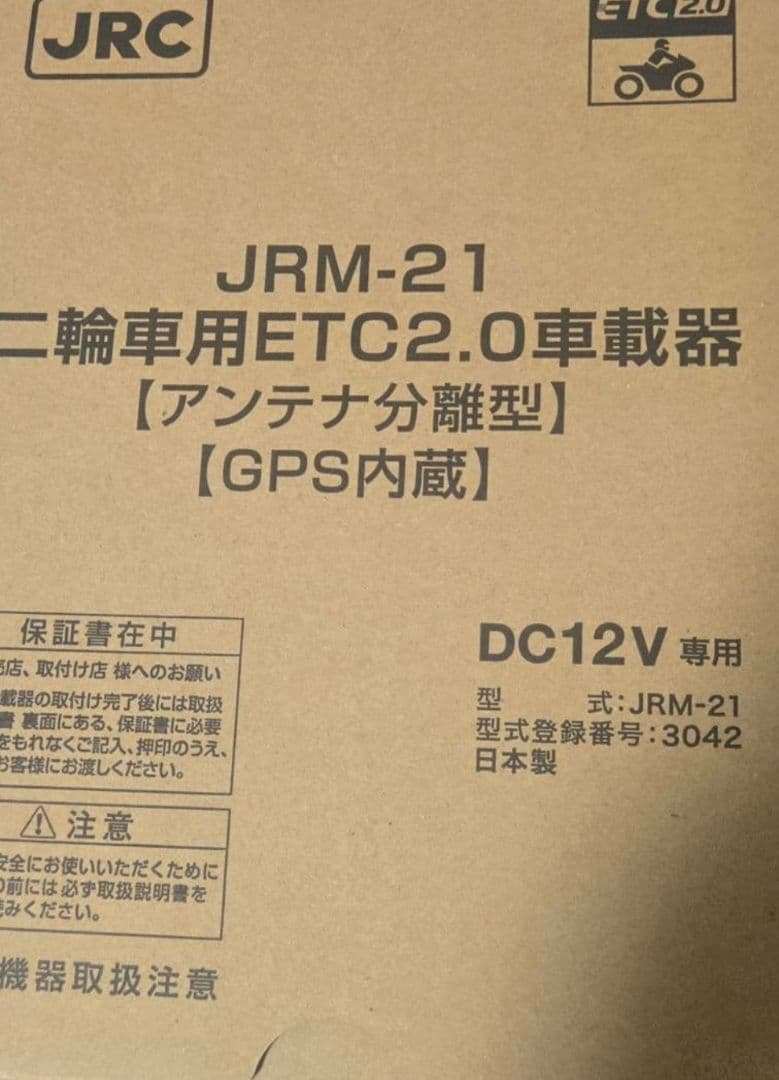 JRC
ETC2.0
JRM-21
二輪車用ETC2.0車載器
【アンテナ分離型】
【GPS内蔵】
保証書在中
売店、取付け店 様へのお願い
載器の取付け完了後には取扱
書 裏面にある、保証書に必要
をもれなくご記入、押印のうえ、
お客様にお渡しください。
注意
安全にお使いいただくために
の前には必ず取扱説明書を
読みください。
機器取扱注意
DC12V 専用
型 式:JRM-21
型式登録番号:3042
日本製